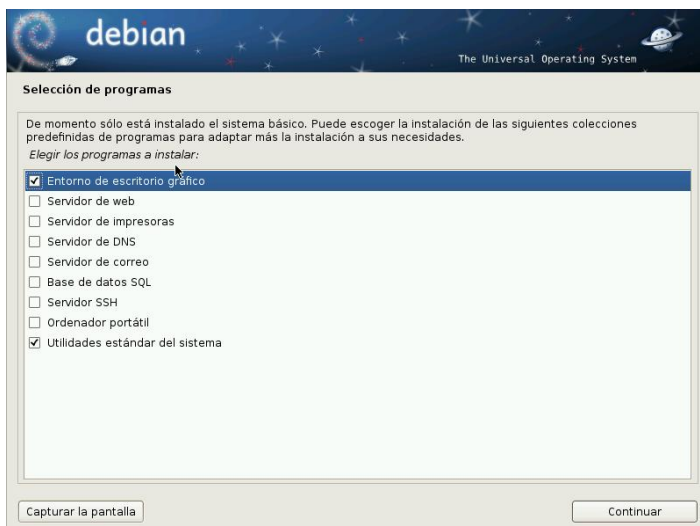 debian
The Universal Operating System
Selección de programas
De momento sólo está instalado el sistema básico. Puede escoger la instalación de las siguientes colecciones
predefinidas de programas para adaptar más la instalación a sus necesidades.
Elegir los programas a instalar:
Entorno de escritorio gráfico
Servidor de web
Servidor de impresoras
Servidor de DNS
Servidor de correo
Base de datos SQL
Servidor SSH
Ordenador portátil
Utilidades estándar del sistema
Capturar la pantalla
Continuar